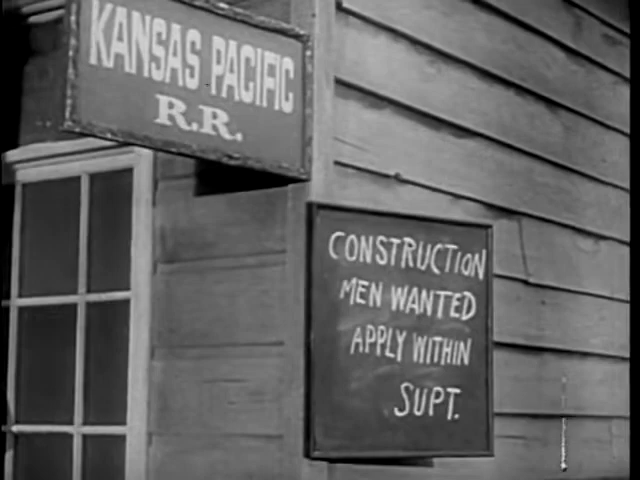 KANSAS PACIFIC
R.R.
CONSTRUCTION
MEN WANTED
APPLY WITHIN
SUPT.